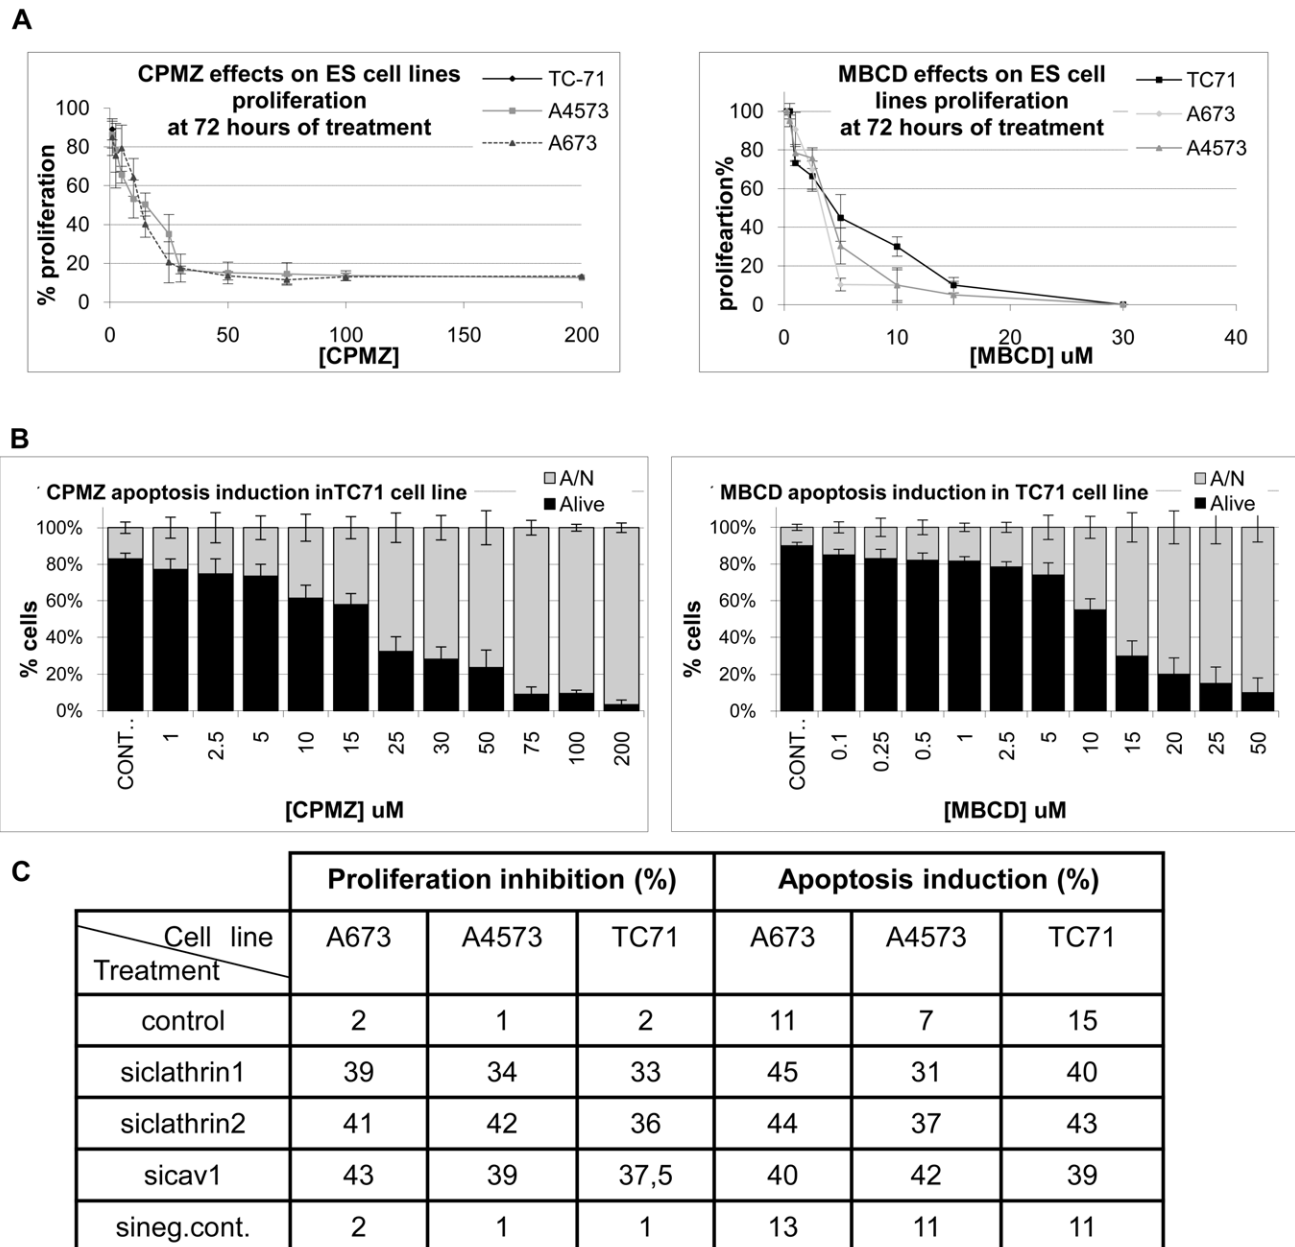 A
CPMZ effects on ES cell lines
proliferation
at 72 hours of treatment
TC-71
A4573
A673
% proliferation
100
80
60
40
20
0
0 50 100 150 200
[CPMZ]
MBCD effects on ES cell
lines proliferation
at 72 hours of treatment
TC71
A673
A4573
prolifeartion%
100
80
60
40
20
0
0 10 20 30 40
[MBCD] uM
B
CPMZ apoptosis induction inTC71 cell line
A/N
Alive
% cells
100%
80%
60%
40%
20%
0%
CONT.. 1 2.5 5 10 15 25 30 50 75 100 200
[CPMZ] uM
MBCD apoptosis induction in TC71 cell line
A/N
Alive
% cells
100%
80%
60%
40%
20%
0%
CONT.. 0.1 0.25 0.5 1 2.5 5 10 15 20 25 50
[MBCD] uM
C
Proliferation inhibition (%) Apoptosis induction (%)
Cell line A673 A4573 TC71 A673 A4573 TC71
Treatment
control 2 1 2 11 7 15
siclathrin1 39 34 33 45 31 40
siclathrin2 41 42 36 44 37 43
sicav1 43 39 37,5 40 42 39
sineg.cont. 2 1 1 13 11 11